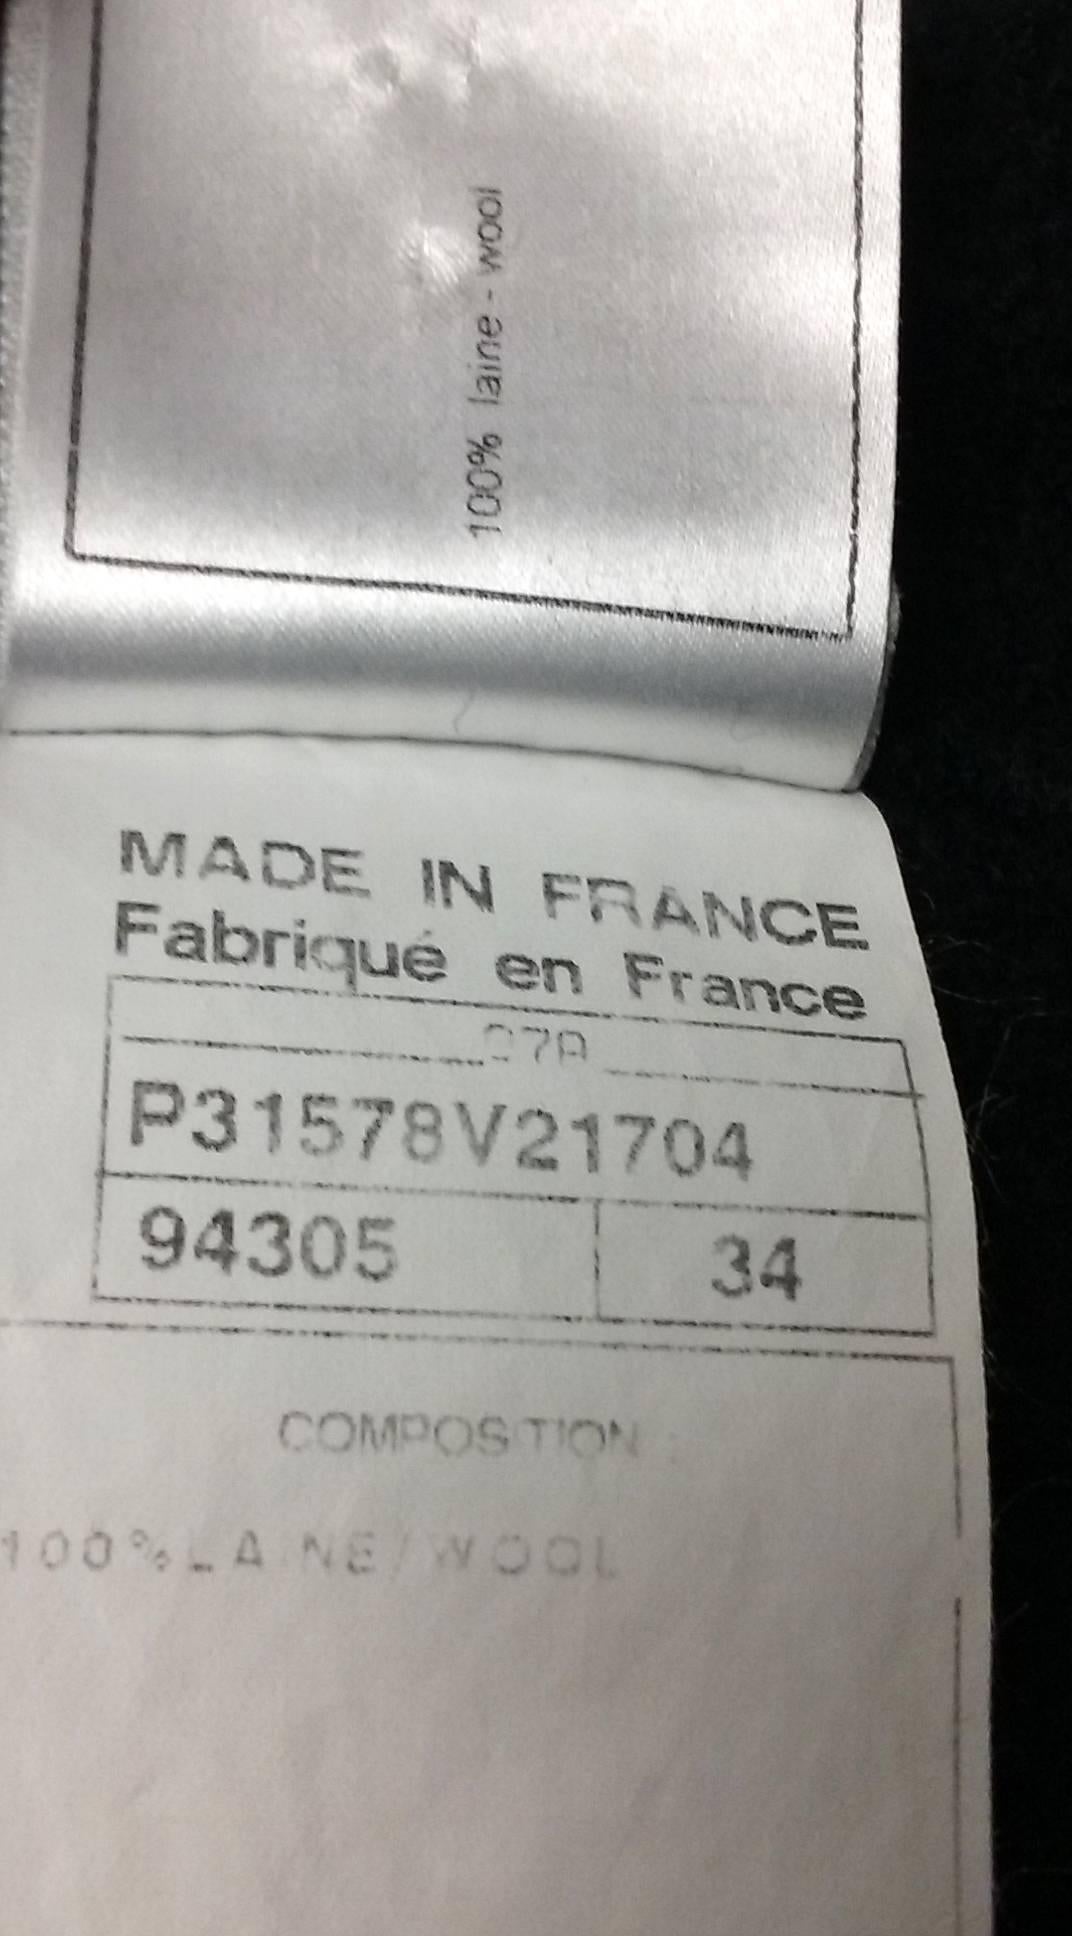 100% laine - wool
MADE IN FRANCE
Fabriqué en France
P31578V21704
94305
34
COMPOSITION
100%LAINE/WOOL